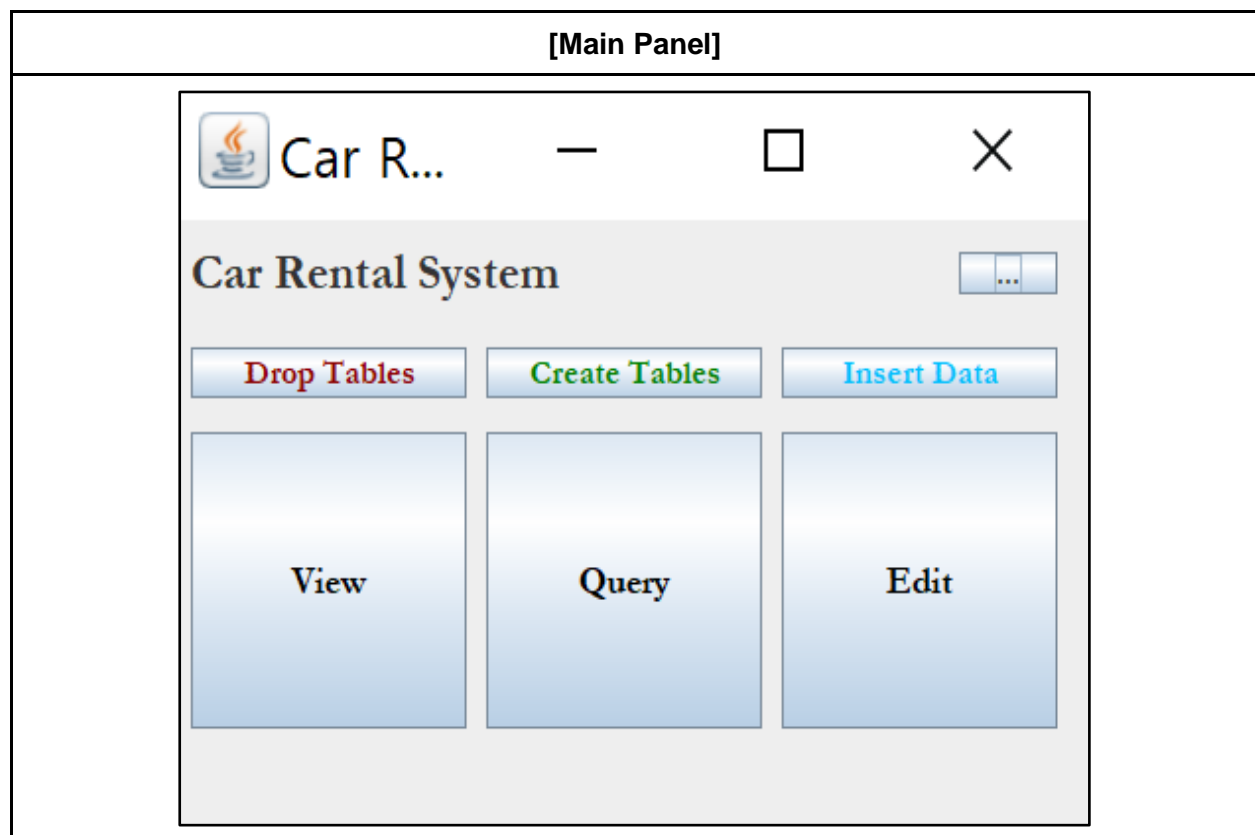 [Main Panel]
Car R...
Car Rental System ...
Drop Tables Create Tables Insert Data
View Query Edit